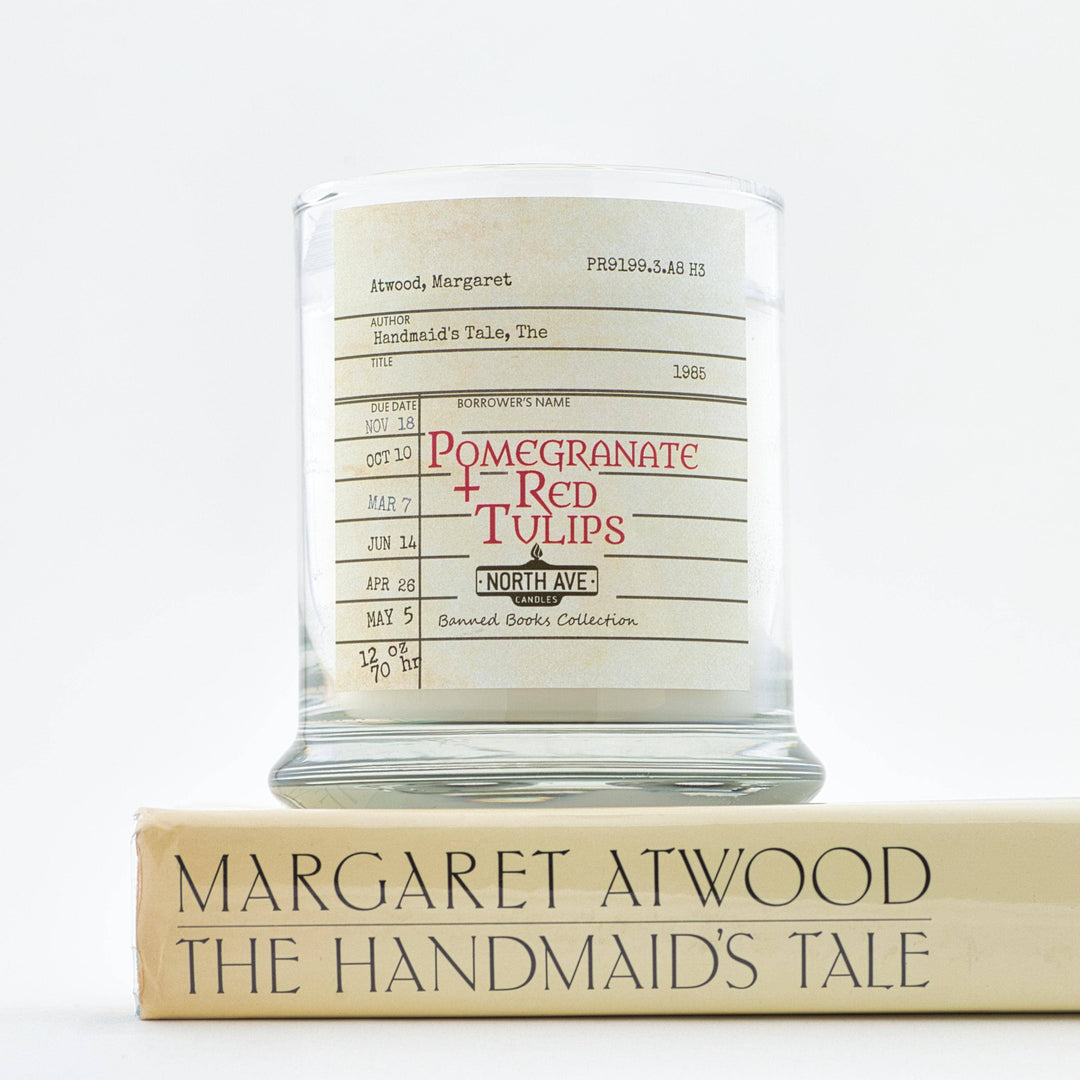 PR9199.3.A8 H3
Atwood, Margaret
AUTHOR
Handmaid's Tale, The
TITLE
1985
DUE DATE BORROWER'S NAME
NOV 18
OCT 10
MAR 7
JUN 14
APR 26
MAY 5
12 oz
70 hr
POMEGRANATE
+ RED
TULIPS
·NORTH AVE·
CANDLES
Banned Books Collection
MARGARET ATWOOD
THE HANDMAID'S TALE